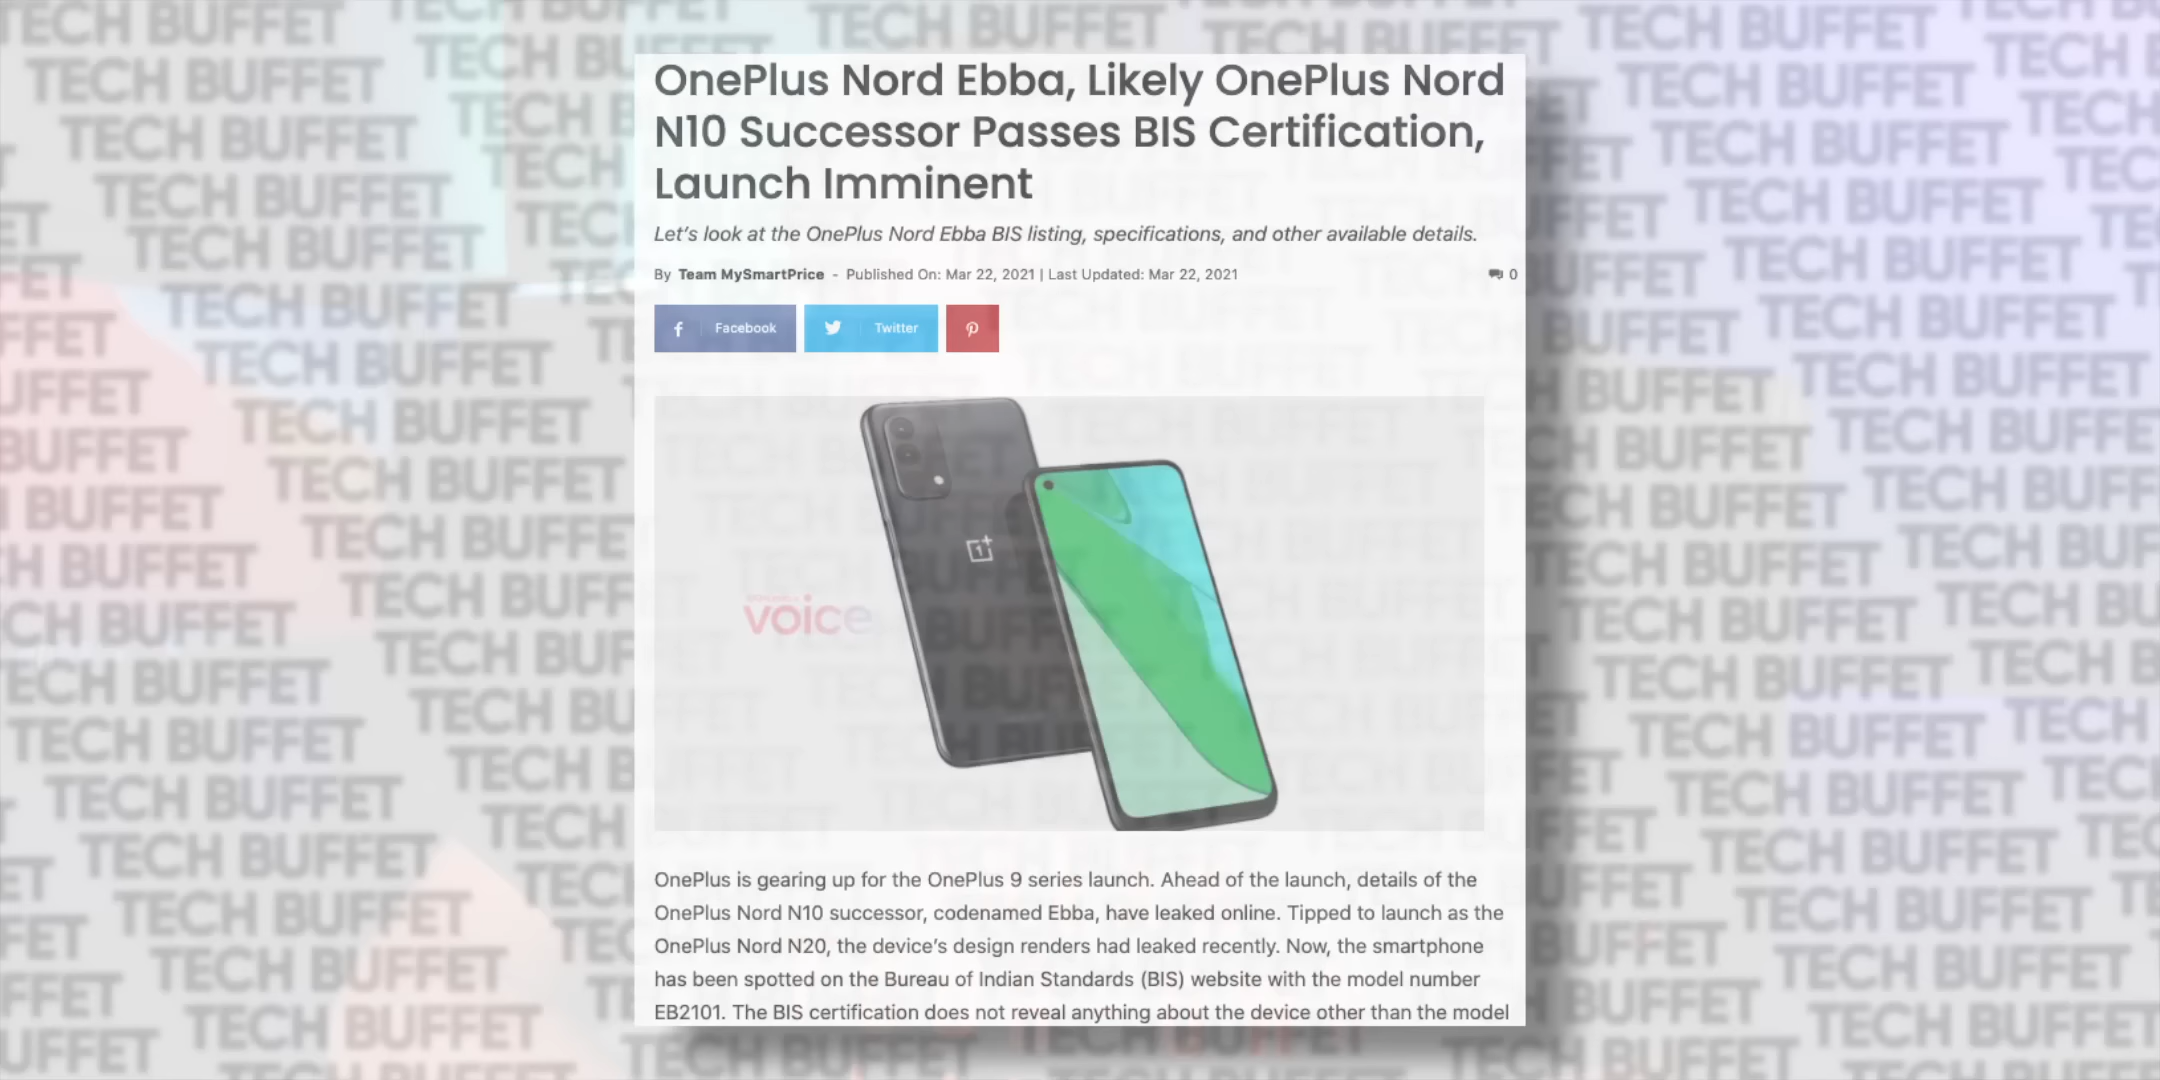 OnePlus Nord Ebba, Likely OnePlus Nord
N10 Successor Passes BIS Certification,
Launch Imminent
Let's look at the OnePlus Nord Ebba BIS listing, specifications, and other available details.
By Team MySmartPrice - Published On: Mar 22, 2021 | Last Updated: Mar 22, 2021 0
Facebook Twitter
voice
OnePlus is gearing up for the OnePlus 9 series launch. Ahead of the launch, details of the
OnePlus Nord N10 successor, codenamed Ebba, have leaked online. Tipped to launch as the
OnePlus Nord N20, the device's design renders had leaked recently. Now, the smartphone
has been spotted on the Bureau of Indian Standards (BIS) website with the model number
EB2101. The BIS certification does not reveal anything about the device other than the model
TECH BUFFET